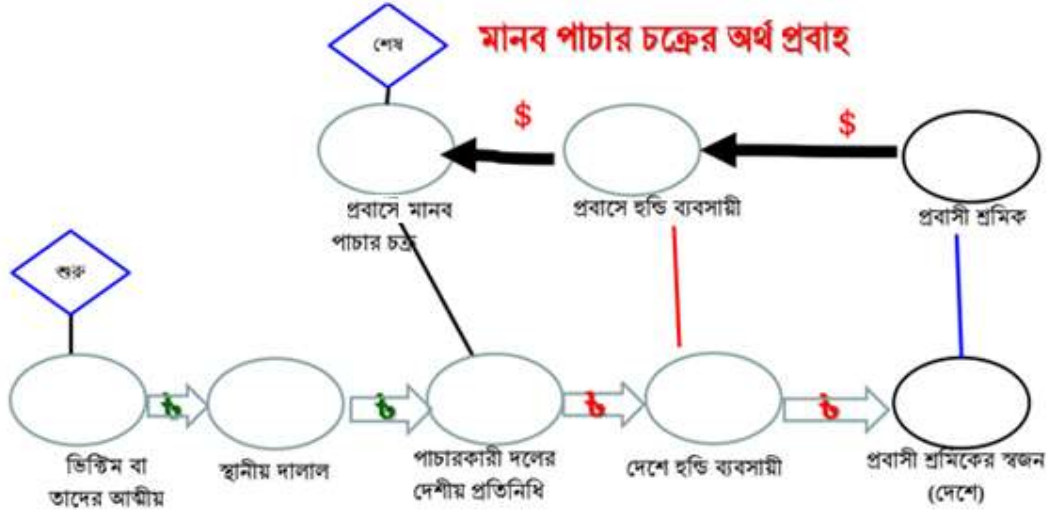 মানব পাচার চক্রের অর্থ প্রবাহ
শেষ
$
$
প্রবাসে মানব
পাচার চক্র
প্রবাসে হুন্ডি ব্যবসায়ী
প্রবাসী শ্রমিক
শুরু
৳
৳
৳
৳
ভিক্টিম বা
তাদের আত্মীয়
স্থানীয় দালাল
পাচারকারী দলের
দেশীয় প্রতিনিধি
দেশে হুন্ডি ব্যবসায়ী
প্রবাসী শ্রমিকের স্বজন
(দেশে)